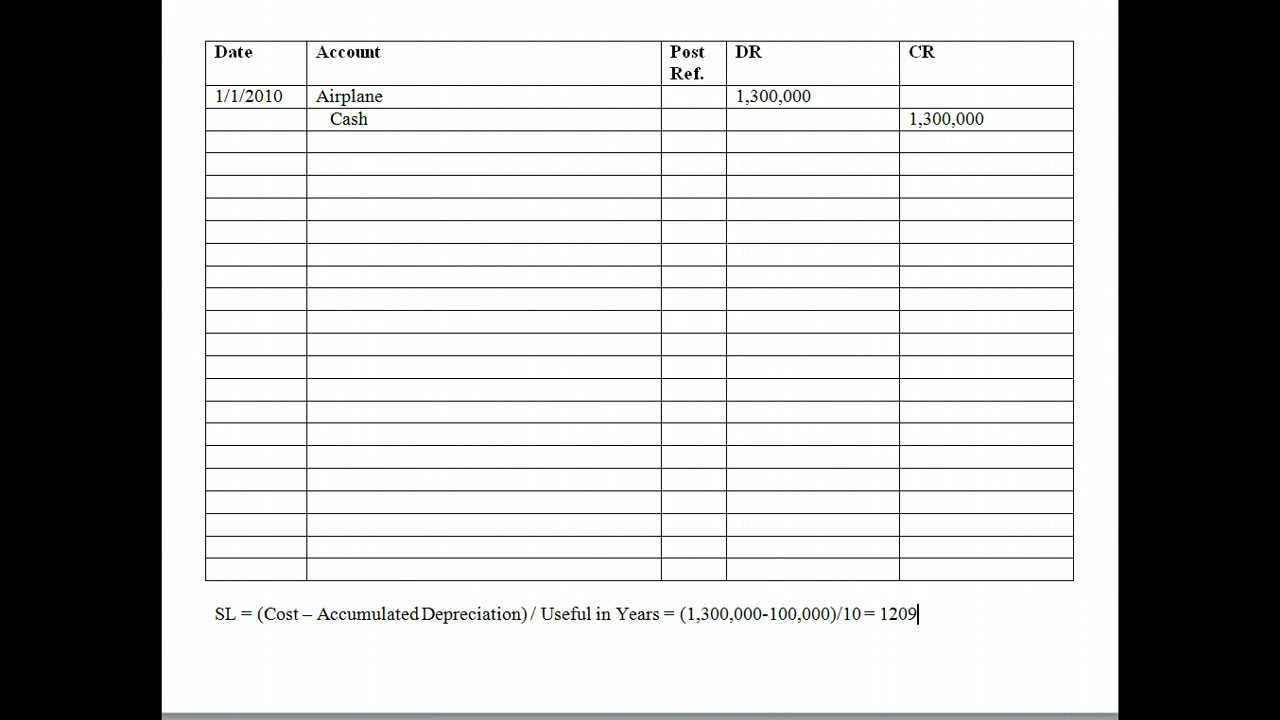 Date Account Post Ref. DR CR
1/1/2010 Airplane 1,300,000
Cash 1,300,000
SL = (Cost – Accumulated Depreciation) / Useful in Years = (1,300,000-100,000)/10 = 1209